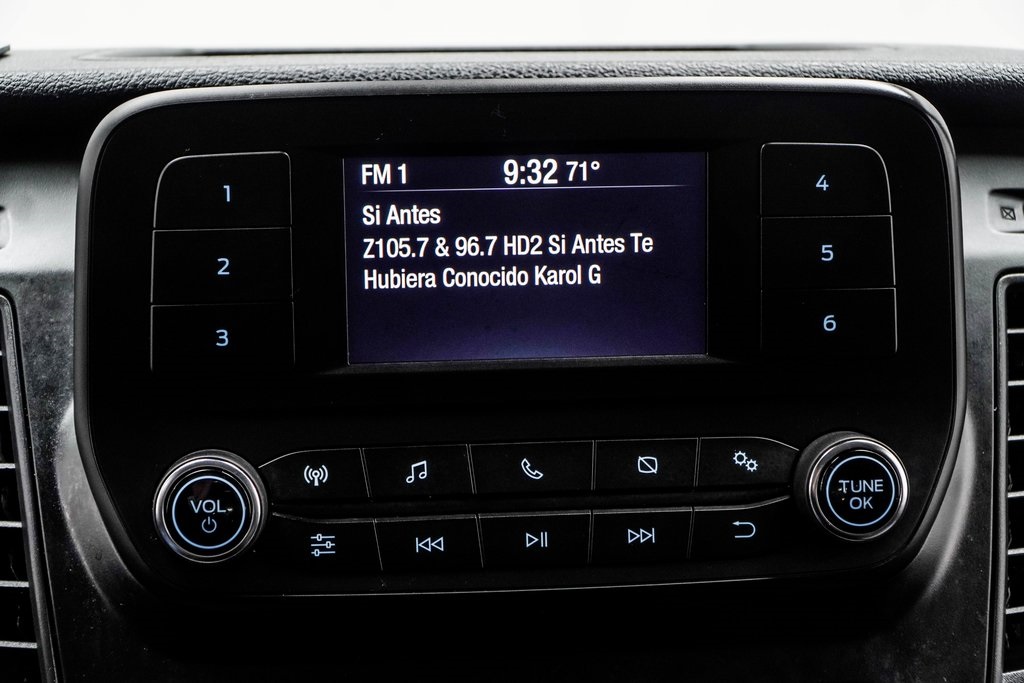 1
2
3
FM 1 9:32 71°
Si Antes
Z105.7 & 96.7 HD2 Si Antes Te
Hubiera Conocido Karol G
4
5
6
VOL
TUNE
OK